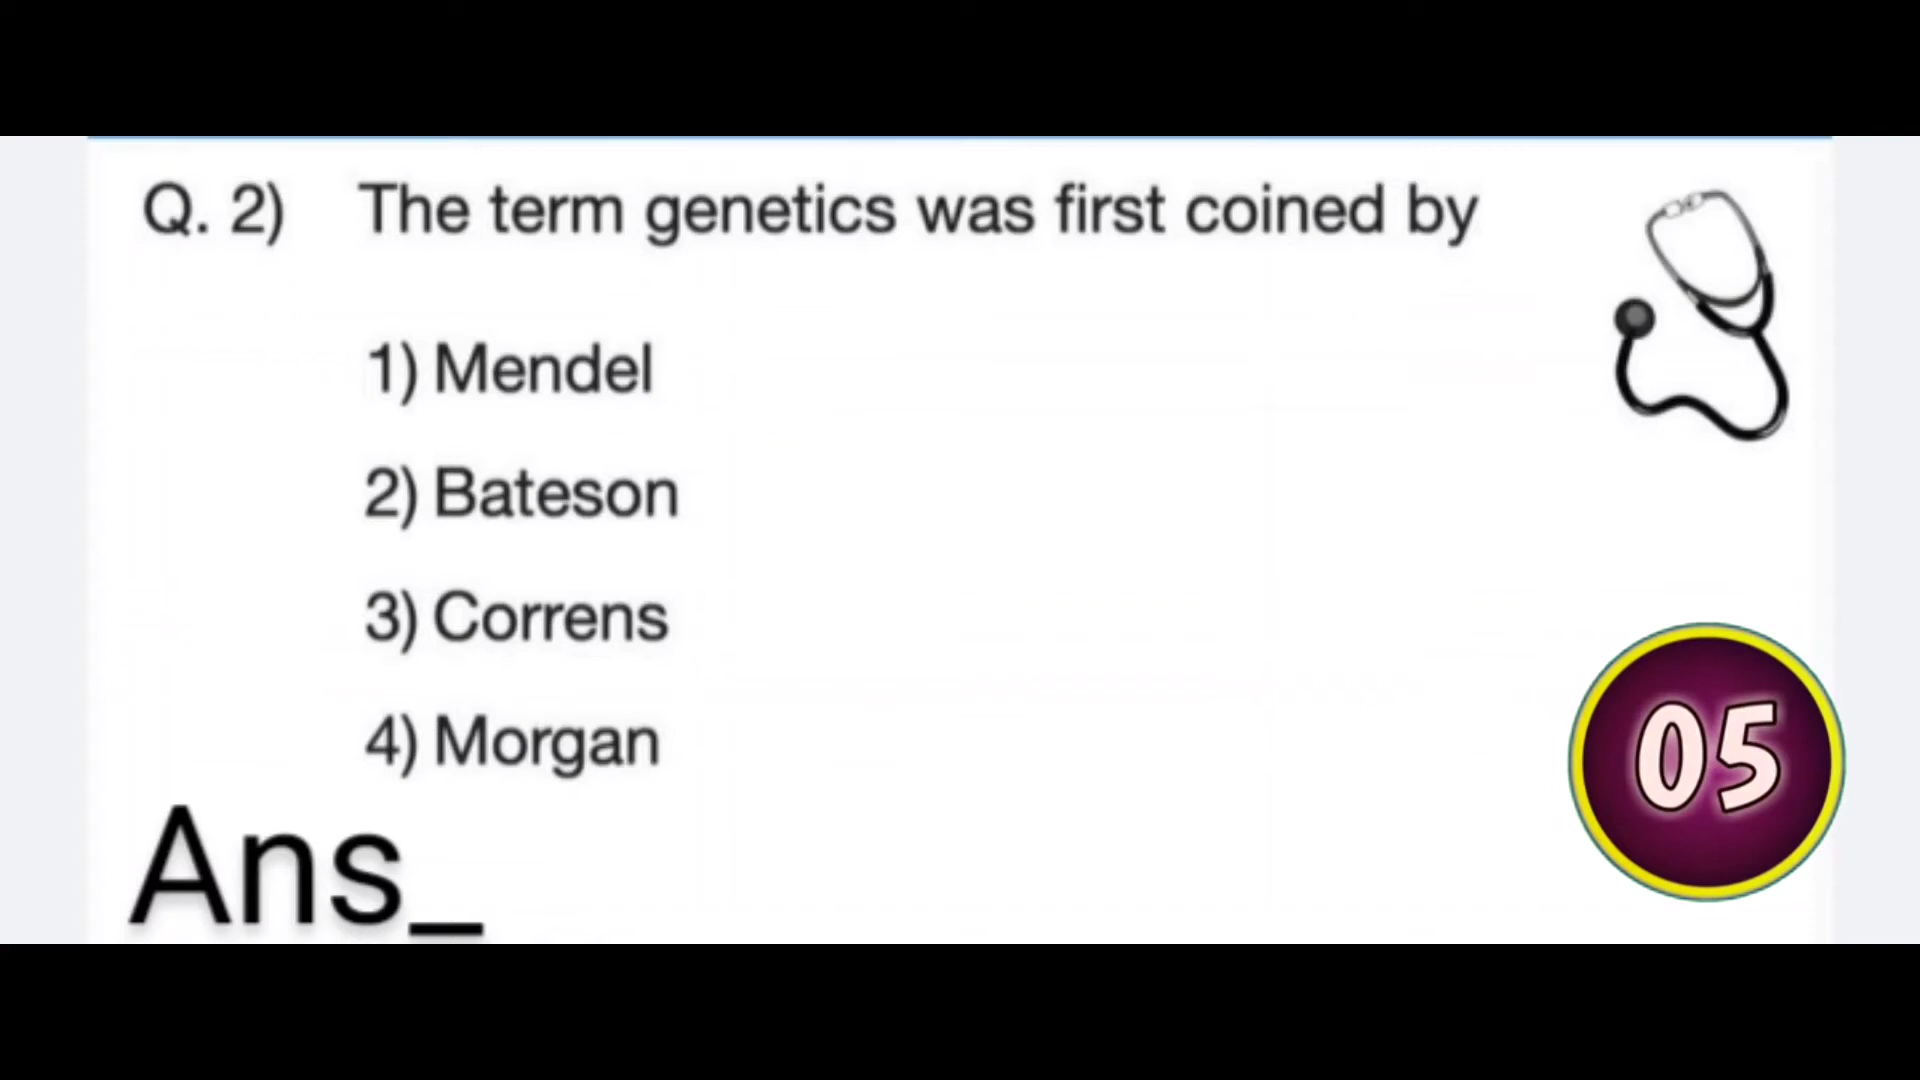 Q. 2) The term genetics was first coined by
1) Mendel
2) Bateson
3) Correns
4) Morgan
05
Ans_